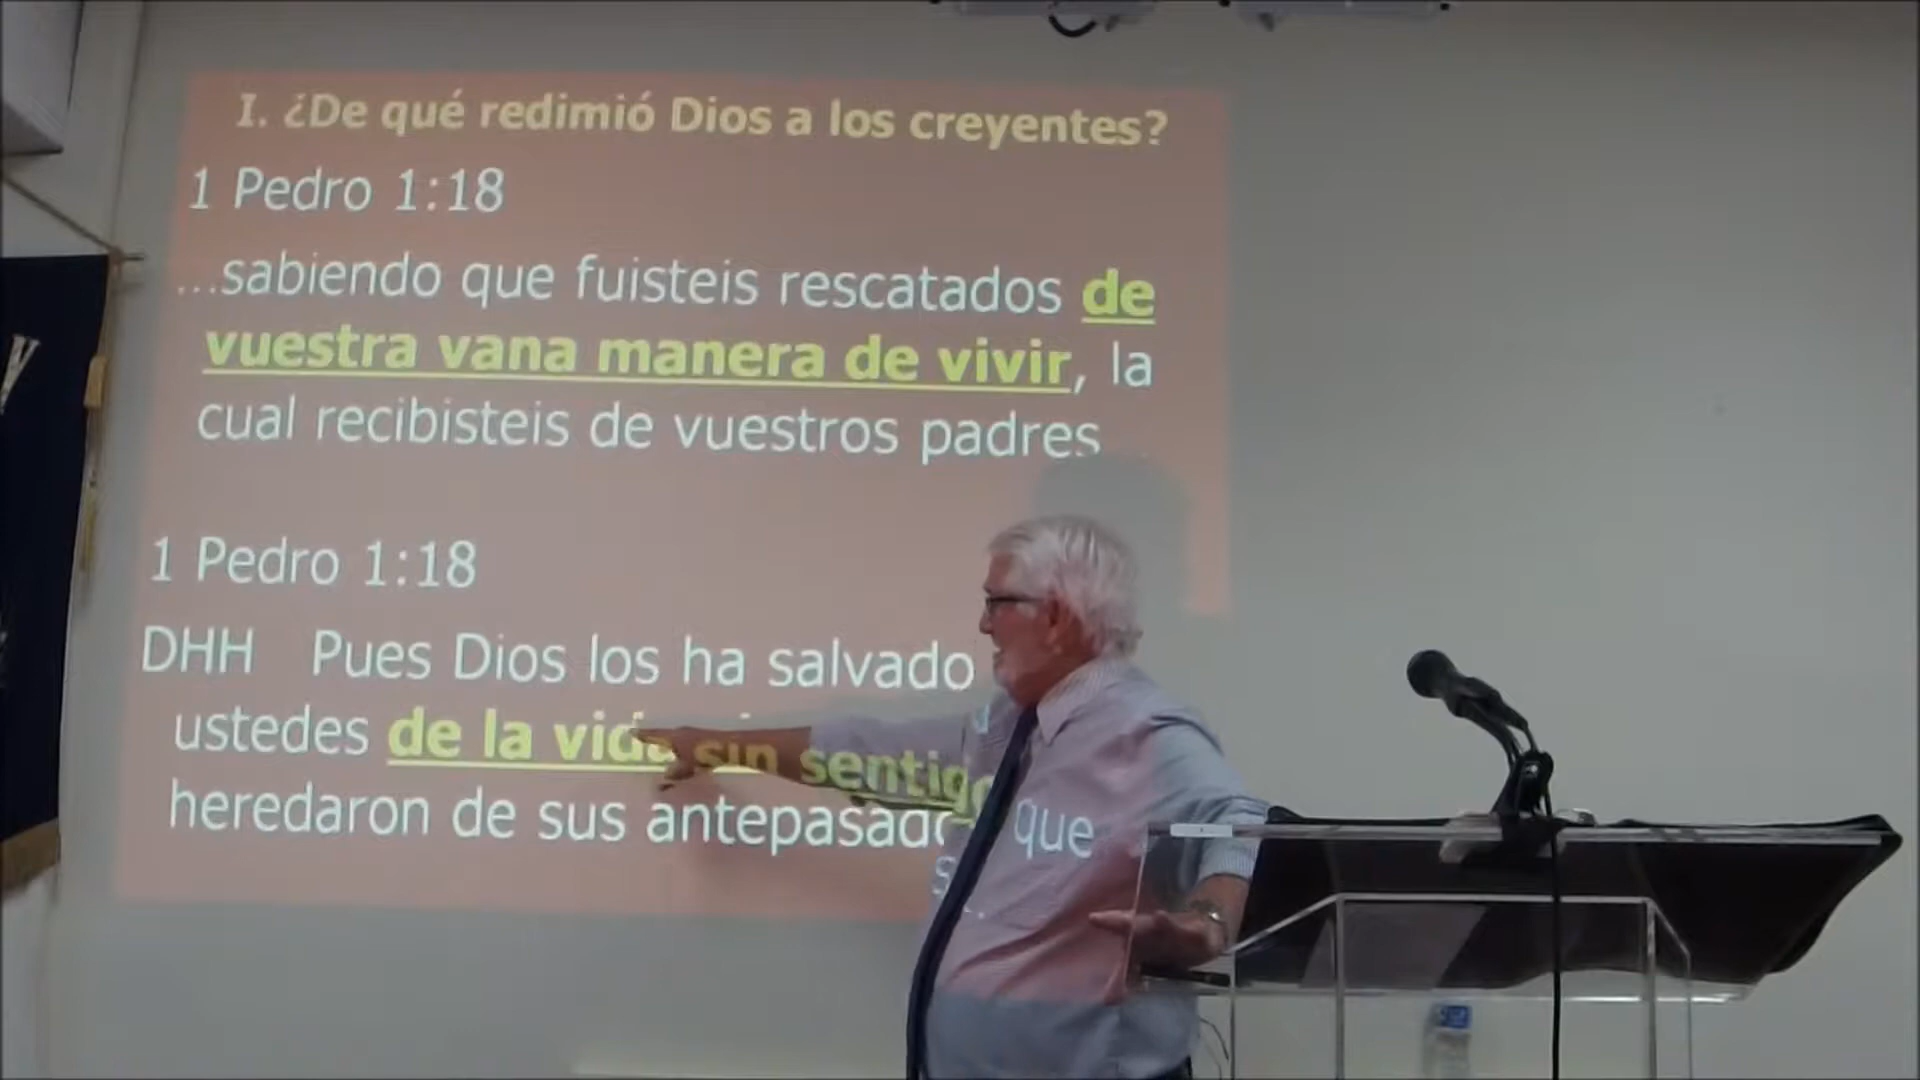 I. ¿De qué redimió Dios a los creyentes?
1 Pedro 1:18
...sabiendo que fuisteis rescatados de
vuestra vana manera de vivir, la
cual recibisteis de vuestros padres
1 Pedro 1:18
DHH Pues Dios los ha salvado
ustedes de la vida sin sentido que
heredaron de sus antepasados